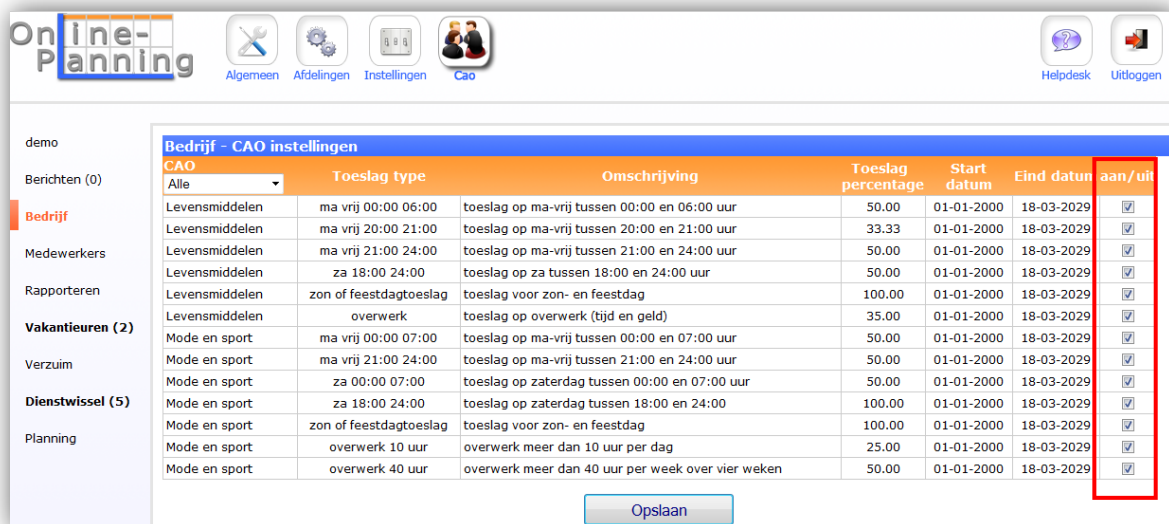 Online-
Planning
Algemeen Afdelingen Instellingen Cao Helpdesk Uitloggen
demo
Berichten (0)
Bedrijf
Medewerkers
Rapporteren
Vakantieuren (2)
Verzuim
Dienstwissel (5)
Planning
Bedrijf - CAO instellingen
CAO Toeslag type Omschrijving Toeslag percentage Start datum Eind datum aan/uit
Alle
Levensmiddelen ma vrij 00:00 06:00 toeslag op ma-vrij tussen 00:00 en 06:00 uur 50.00 01-01-2000 18-03-2029
Levensmiddelen ma vrij 20:00 21:00 toeslag op ma-vrij tussen 20:00 en 21:00 uur 33.33 01-01-2000 18-03-2029
Levensmiddelen ma vrij 21:00 24:00 toeslag op ma-vrij tussen 21:00 en 24:00 uur 50.00 01-01-2000 18-03-2029
Levensmiddelen za 18:00 24:00 toeslag op za tussen 18:00 en 24:00 uur 50.00 01-01-2000 18-03-2029
Levensmiddelen zon of feestdagtoeslag toeslag voor zon- en feestdag 100.00 01-01-2000 18-03-2029
Levensmiddelen overwerk toeslag op overwerk (tijd en geld) 35.00 01-01-2000 18-03-2029
Mode en sport ma vrij 00:00 07:00 toeslag op ma-vrij tussen 00:00 en 07:00 uur 50.00 01-01-2000 18-03-2029
Mode en sport ma vrij 21:00 24:00 toeslag op ma-vrij tussen 21:00 en 24:00 uur 50.00 01-01-2000 18-03-2029
Mode en sport za 00:00 07:00 toeslag op zaterdag tussen 00:00 en 07:00 uur 50.00 01-01-2000 18-03-2029
Mode en sport za 18:00 24:00 toeslag op zaterdag tussen 18:00 en 24:00 100.00 01-01-2000 18-03-2029
Mode en sport zon of feestdagtoeslag toeslag voor zon- en feestdag 100.00 01-01-2000 18-03-2029
Mode en sport overwerk 10 uur overwerk meer dan 10 uur per dag 25.00 01-01-2000 18-03-2029
Mode en sport overwerk 40 uur overwerk meer dan 40 uur per week over vier weken 50.00 01-01-2000 18-03-2029
Opslaan